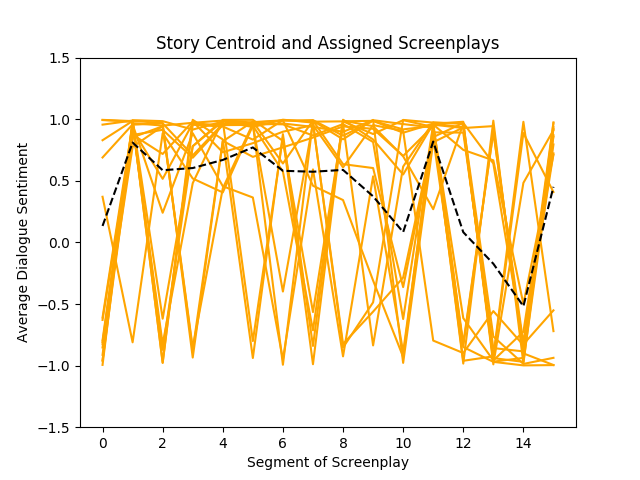 Story Centroid and Assigned Screenplays
1.5
1.0
0.5
0.0
−0.5
−1.0
−1.5
Average Dialogue Sentiment
0 2 4 6 8 10 12 14
Segment of Screenplay